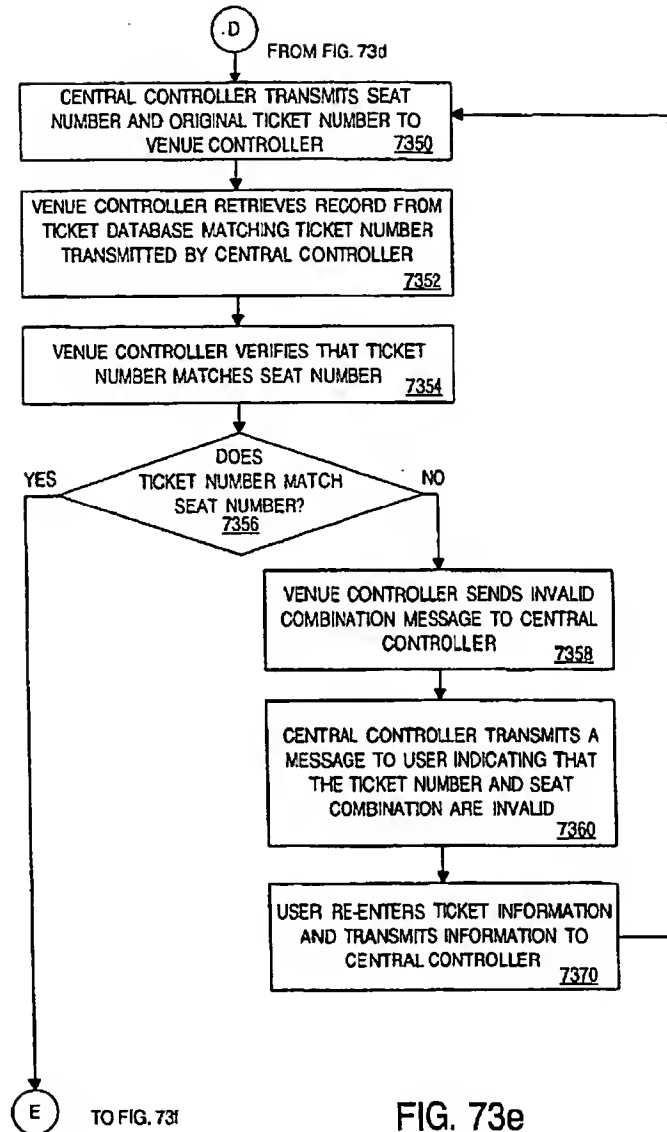 .D
FROM FIG. 73d
CENTRAL CONTROLLER TRANSMITS SEAT
NUMBER AND ORIGINAL TICKET NUMBER TO
VENUE CONTROLLER
7350
VENUE CONTROLLER RETRIEVES RECORD FROM
TICKET DATABASE MATCHING TICKET NUMBER
TRANSMITTED BY CENTRAL CONTROLLER
7352
VENUE CONTROLLER VERIFIES THAT TICKET
NUMBER MATCHES SEAT NUMBER
7354
DOES
TICKET NUMBER MATCH
SEAT NUMBER?
7356
YES
NO
VENUE CONTROLLER SENDS INVALID
COMBINATION MESSAGE TO CENTRAL
CONTROLLER
7358
CENTRAL CONTROLLER TRANSMITS A
MESSAGE TO USER INDICATING THAT
THE TICKET NUMBER AND SEAT
COMBINATION ARE INVALID
7360
USER RE-ENTERS TICKET INFORMATION
AND TRANSMITS INFORMATION TO
CENTRAL CONTROLLER
7370
E
TO FIG. 73f
FIG. 73e